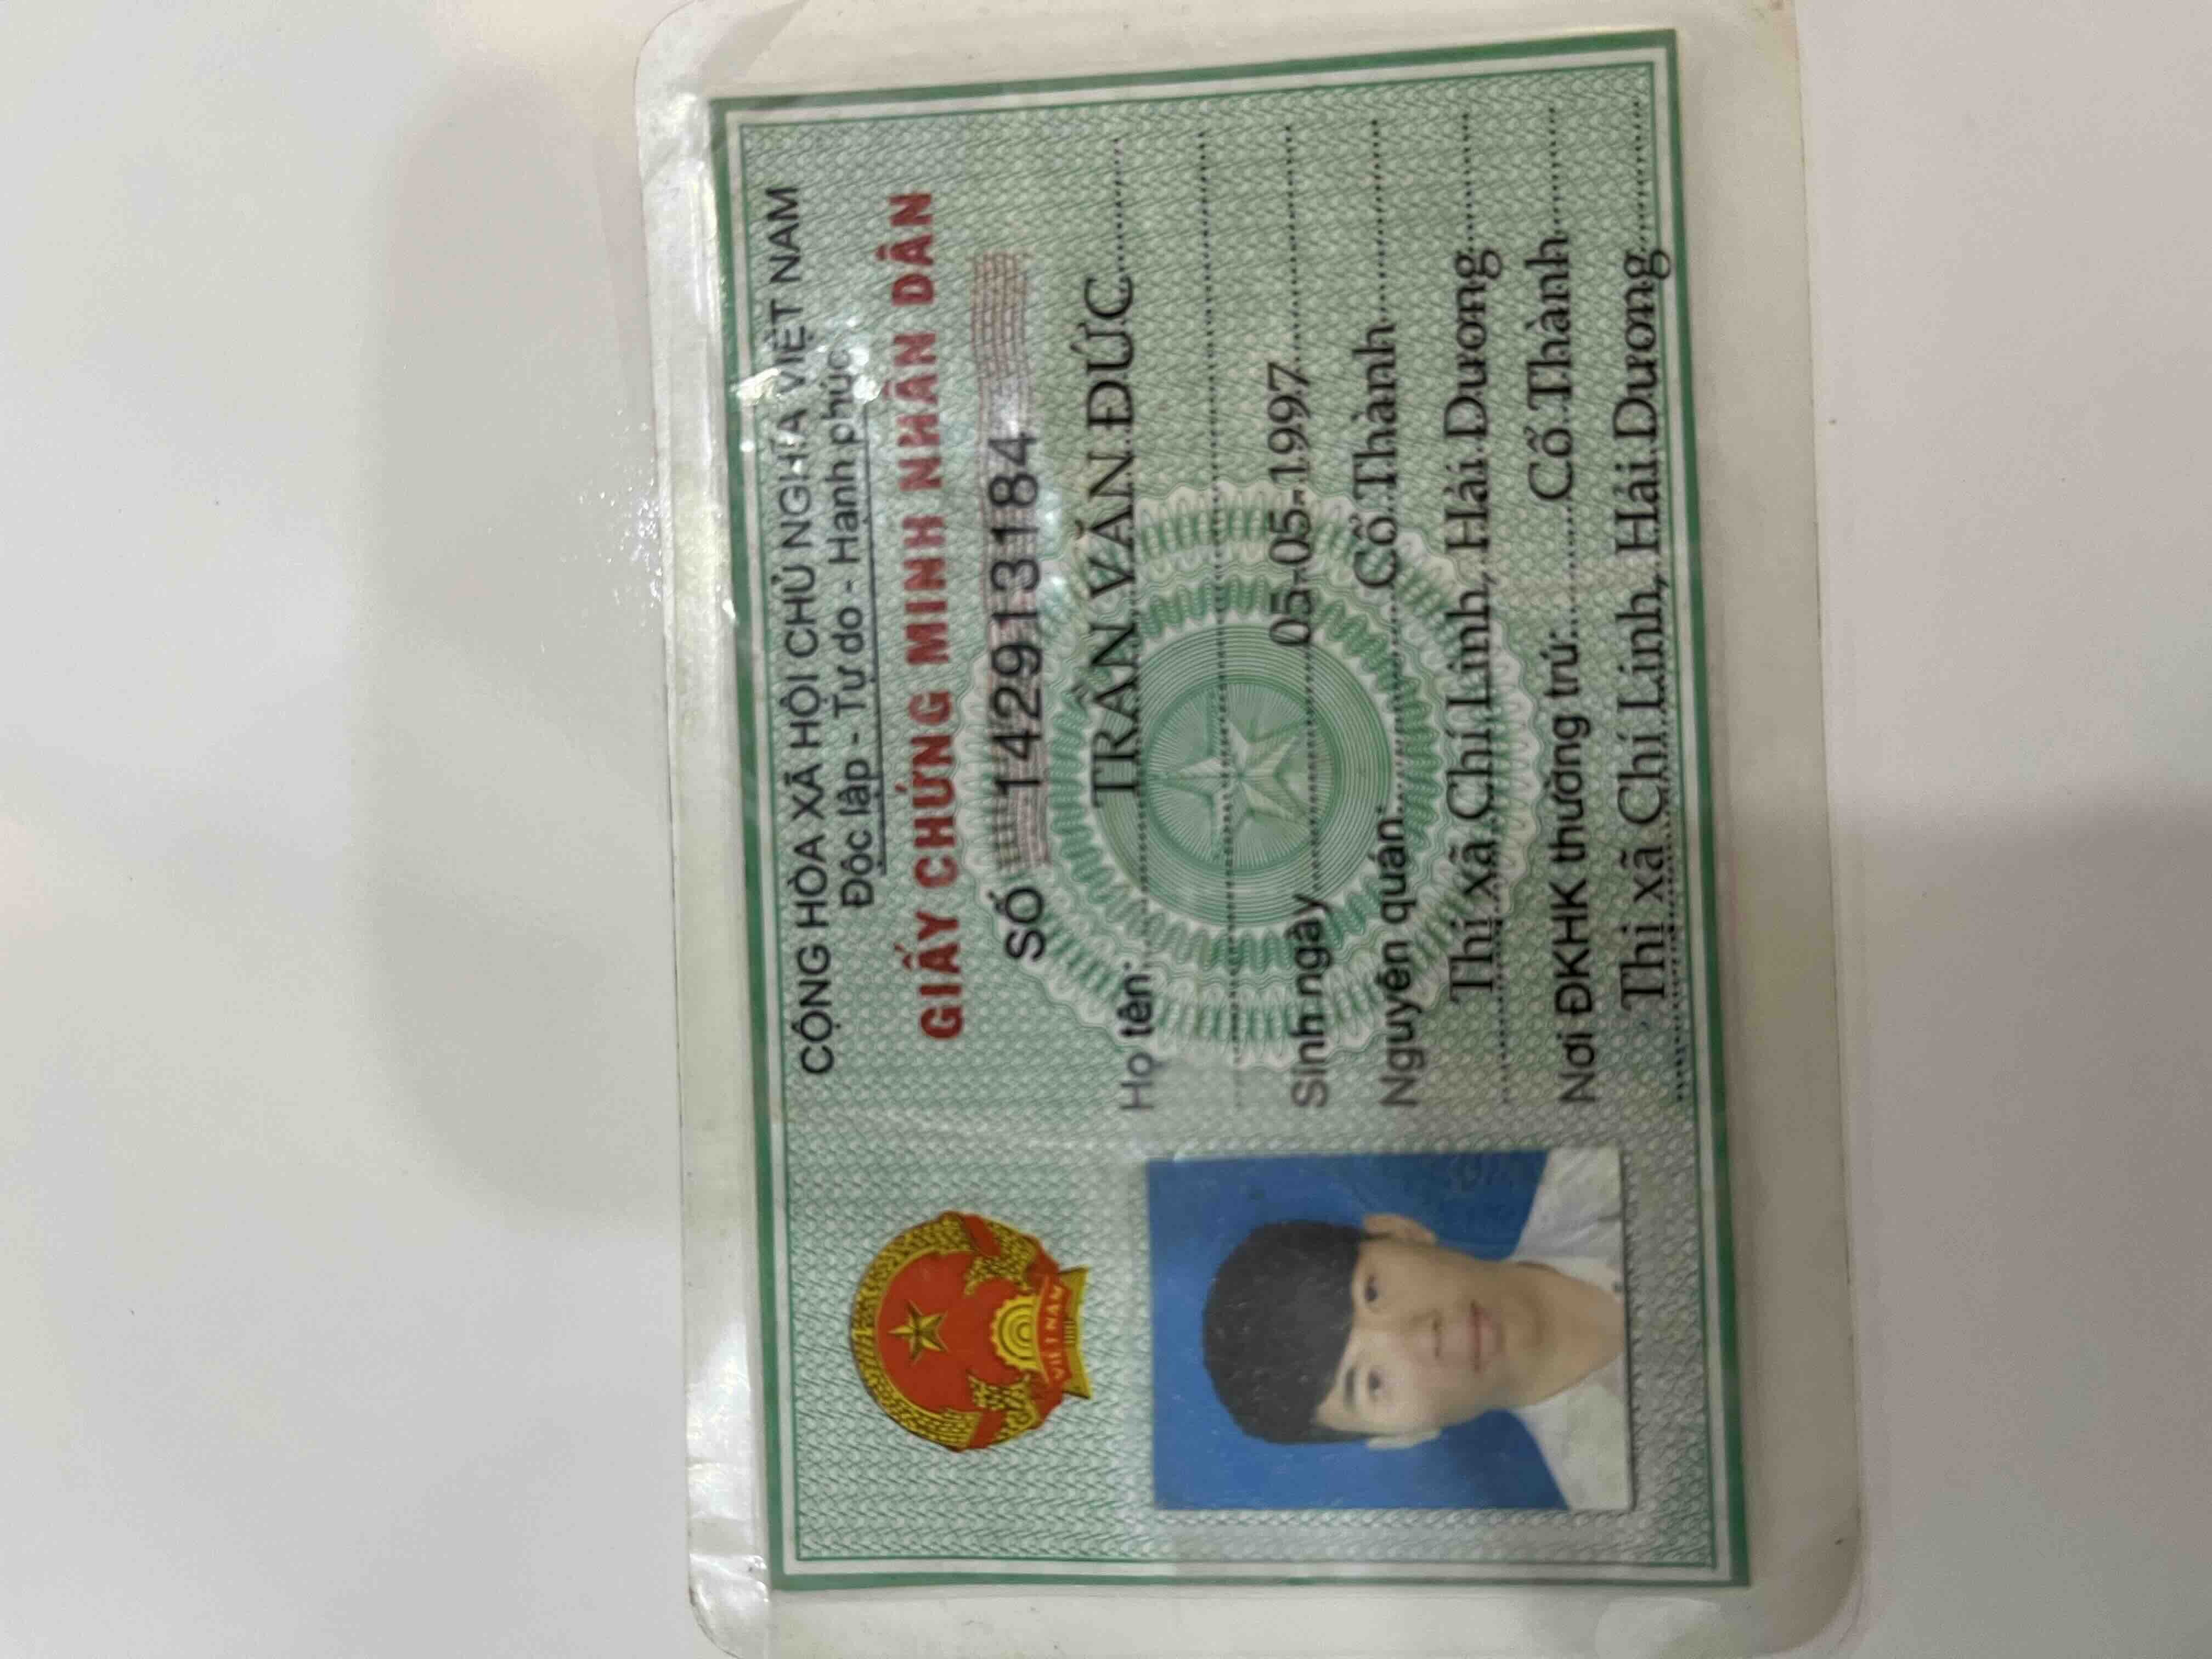 CỘNG HÒA XÃ HỘI CHỦ NGHĨA VIỆT NAM
Độc lập - Tự do - Hạnh phúc
GIẤY CHỨNG MINH NHÂN DÂN
SỐ 142913184
Họ tên: TRẦN VĂN ĐỨC
Sinh ngày 05-05-1997
Nguyên quán Cổ Thành
Thị xã Chí Linh, Hải Dương
Nơi ĐKHK thường trú: Cổ Thành
Thị xã Chí Linh, Hải Dương
VIỆT NAM